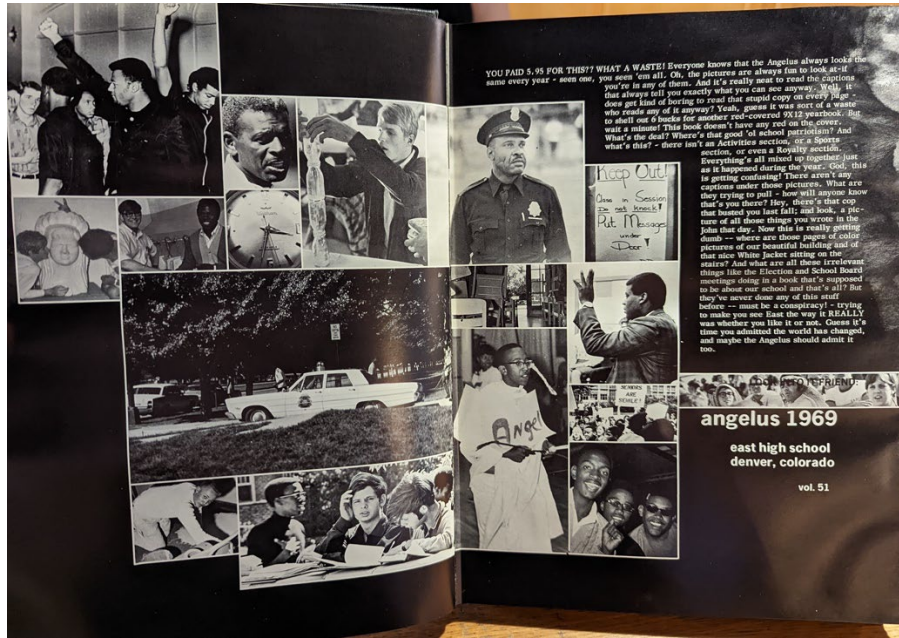 YOU PAID 5.95 FOR THIS?? WHAT A WASTE! Everyone knows that the Angelus always looks the
same every year - seen one, you seen 'em all. Oh, the pictures are always fun to look at-if
you're in any of them. And it's really neat to read the captions
that always tell you exactly what you can see anyway. Well, it
does get kind of boring to read that stupid copy on every page -
who reads any of it anyway? Yeah, guess it was sort of a waste
to shell out 6 bucks for another red-covered 9X12 yearbook. But
wait a minute! This book doesn't have any red on the cover.
What's the deal? Where's that good 'ol school patriotism? And
what's this? - there isn't an Activities section, or a Sports
section, or even a Royalty section.
Everything's all mixed up together just
as it happened during the year. God, this
is getting confusing! There aren't any
captions under those pictures. What are
they trying to pull - how will anyone know
that's you there? Hey, there's that cop
that busted you last fall; and look, a pic-
ture of all those things you wrote in the
John that day. Now this is really getting
dumb -- where are those pages of color
pictures of our beautiful building and of
that nice White Jacket sitting on the
stairs? And what are all these irrelevant
things like the Election and School Board
meetings doing in a book that's supposed
to be about our school and that's all? But
they've never done any of this stuff
before -- must be a conspiracy! - trying
to make you see East the way it REALLY
was whether you like it or not. Guess it's
time you admitted the world has changed,
and maybe the Angelus should admit it
too.
Keep Out!
Class in Session
Do not knock!
Put Messages
under
Door!
Angel
SENIORS
ARE
SENILE!
LOOK INTO IT FRIEND:
angelus 1969
east high school
denver, colorado
vol. 51